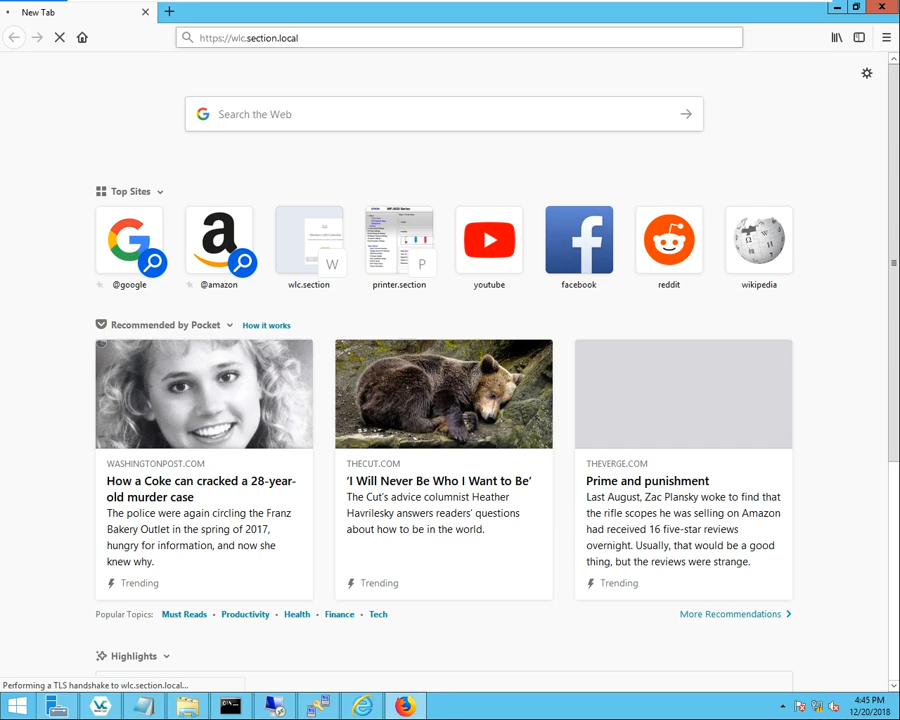 New Tab
https://wlc.section.local
Search the Web
Top Sites
a
W
P
@google
@amazon
wlc.section
printer.section
youtube
facebook
reddit
wikipedia
Recommended by Pocket
How it works
WASHINGTONPOST.COM
How a Coke can cracked a 28-year-
old murder case
The police were again circling the Franz
Bakery Outlet in the spring of 2017,
hungry for information, and now she
knew why.
Trending
THECUT.COM
‘I Will Never Be Who I Want to Be’
The Cut’s advice columnist Heather
Havrilesky answers readers’ questions
about how to be in the world.
Trending
THEVERGE.COM
Prime and punishment
Last August, Zac Plansky woke to find that
the rifle scopes he was selling on Amazon
had received 16 five-star reviews
overnight. Usually, that would be a good
thing, but the reviews were strange.
Trending
Popular Topics: Must Reads • Productivity • Health • Finance • Tech
More Recommendations
Highlights
Performing a TLS handshake to wlc.section.local...
4:45 PM
12/20/2018